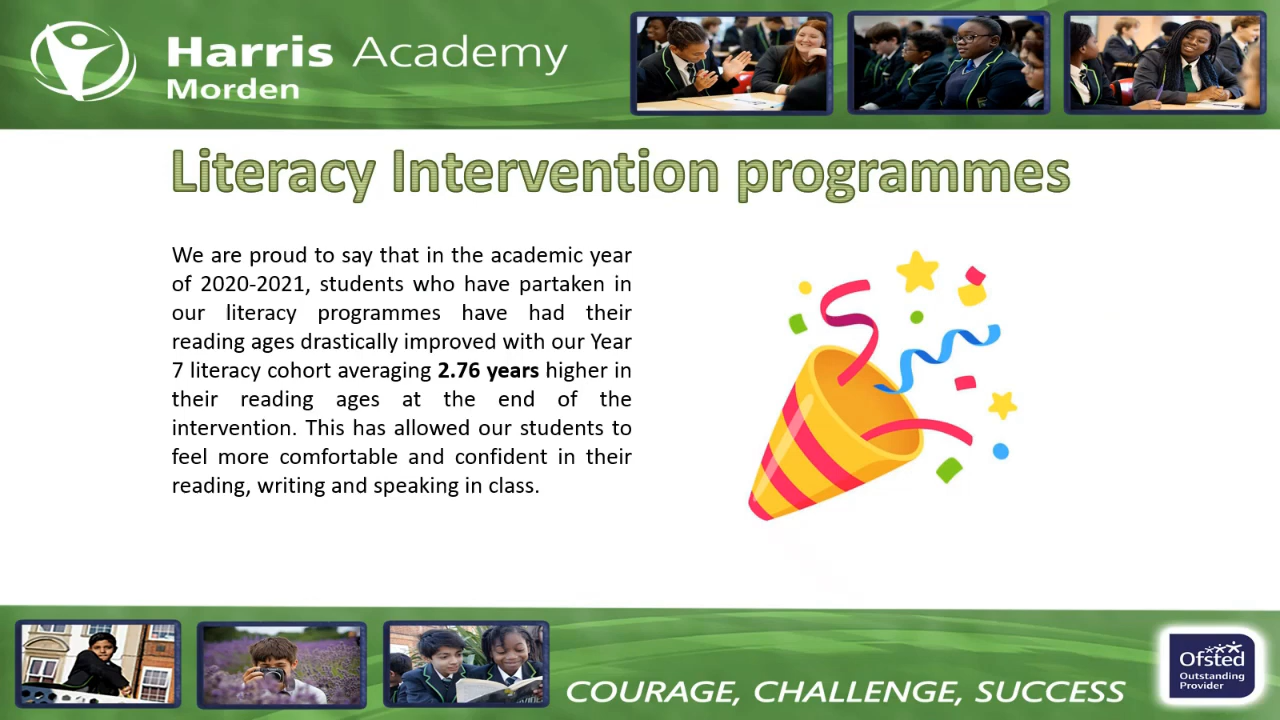 Harris Academy
Morden
Literacy Intervention programmes
We are proud to say that in the academic year
of 2020-2021, students who have partaken in
our literacy programmes have had their
reading ages drastically improved with our Year
7 literacy cohort averaging 2.76 years higher in
their reading ages at the end of the
intervention. This has allowed our students to
feel more comfortable and confident in their
reading, writing and speaking in class.
COURAGE, CHALLENGE, SUCCESS
Ofsted
Outstanding
Provider